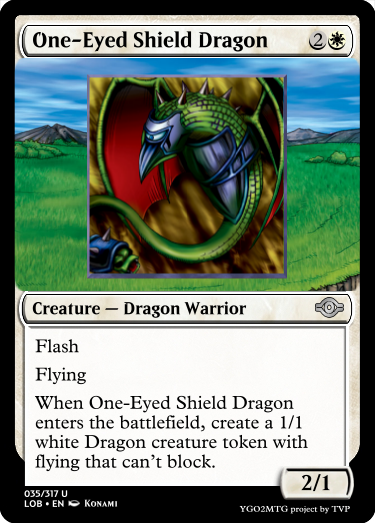 One-Eyed Shield Dragon 2
Creature — Dragon Warrior
Flash
Flying
When One-Eyed Shield Dragon
enters the battlefield, create a 1/1
white Dragon creature token with
flying that can't block.
2/1
035/317 U
LOB • EN Konami
YGO2MTG project by TVP